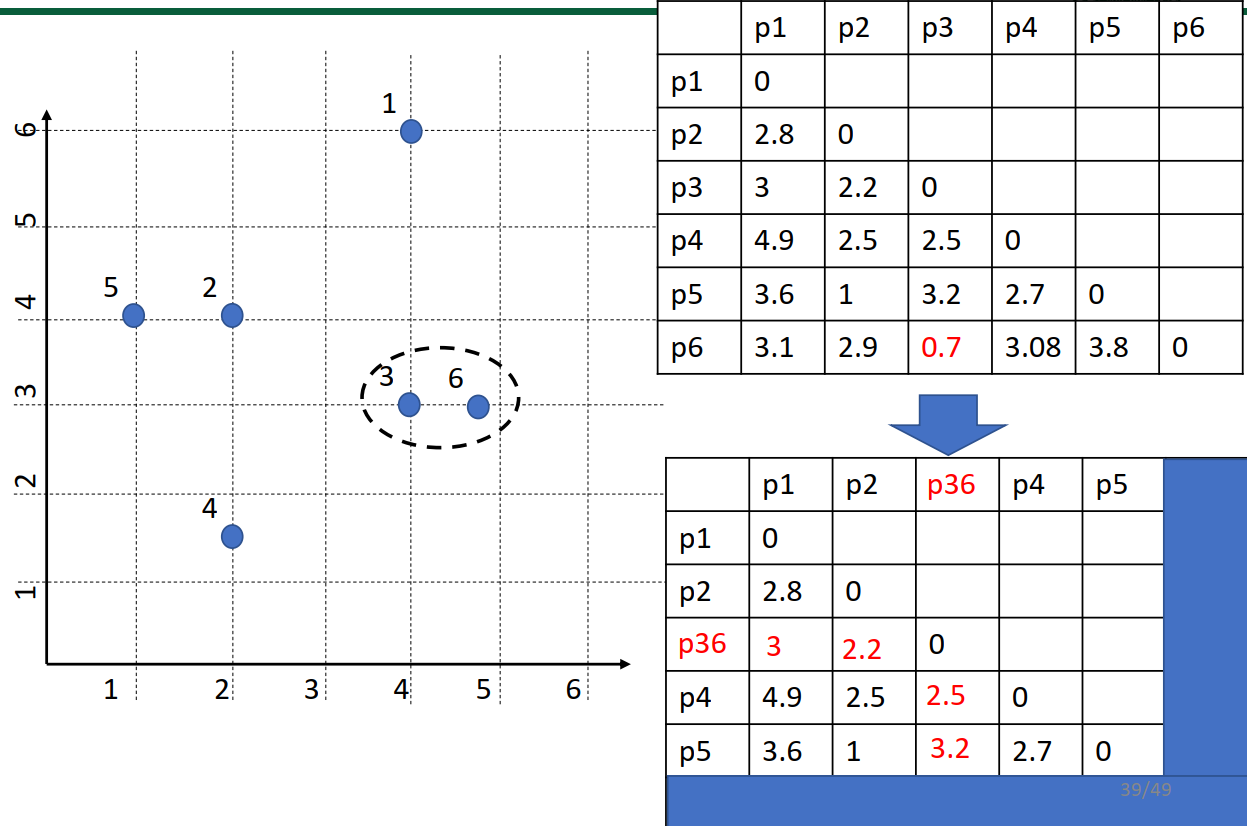 p1 p2 p3 p4 p5 p6
p1 0
p2 2.8 0
p3 3 2.2 0
p4 4.9 2.5 2.5 0
p5 3.6 1 3.2 2.7 0
p6 3.1 2.9 0.7 3.08 3.8 0
1
6
5
5 2
4
3 6
3
2
4
1
1 2 3 4 5 6
p1 p2 p36 p4 p5
p1 0
p2 2.8 0
p36 3 2.2 0
p4 4.9 2.5 2.5 0
p5 3.6 1 3.2 2.7 0
39/49